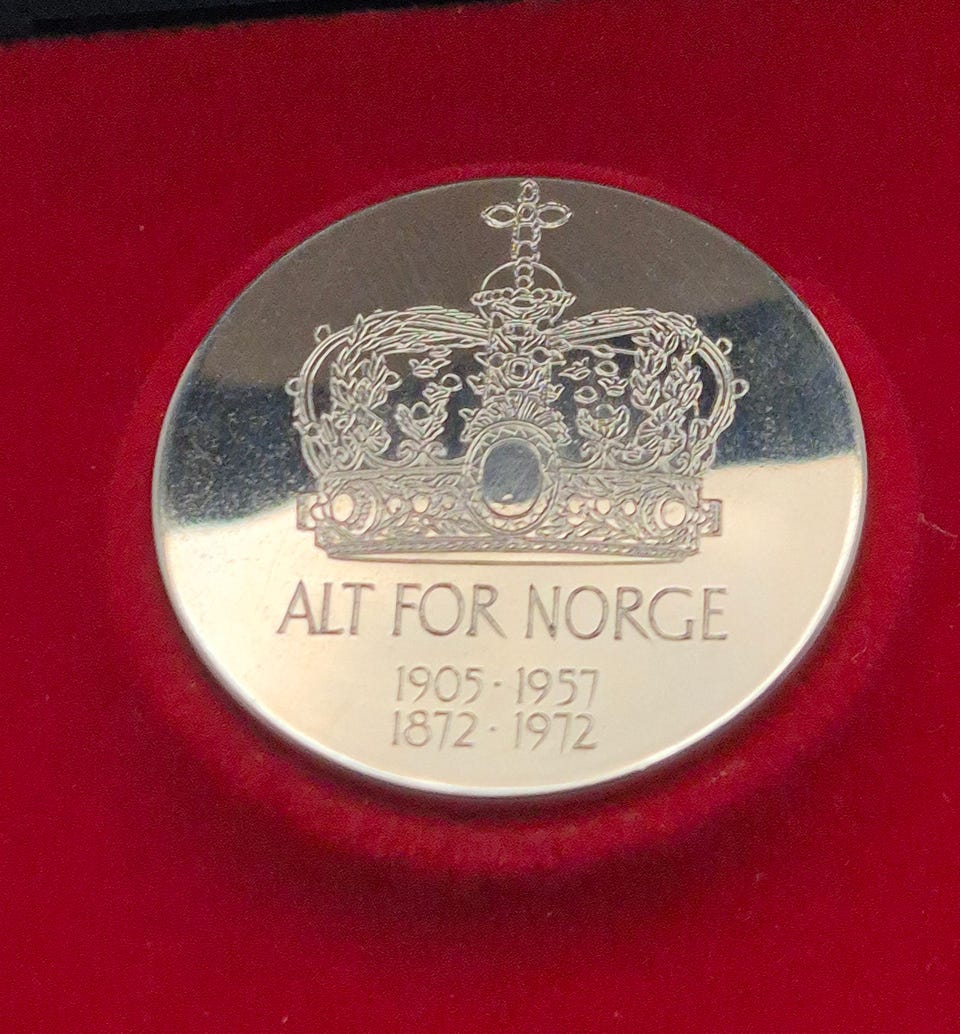 ALT FOR NORGE
1905 · 1957
1872 · 1972